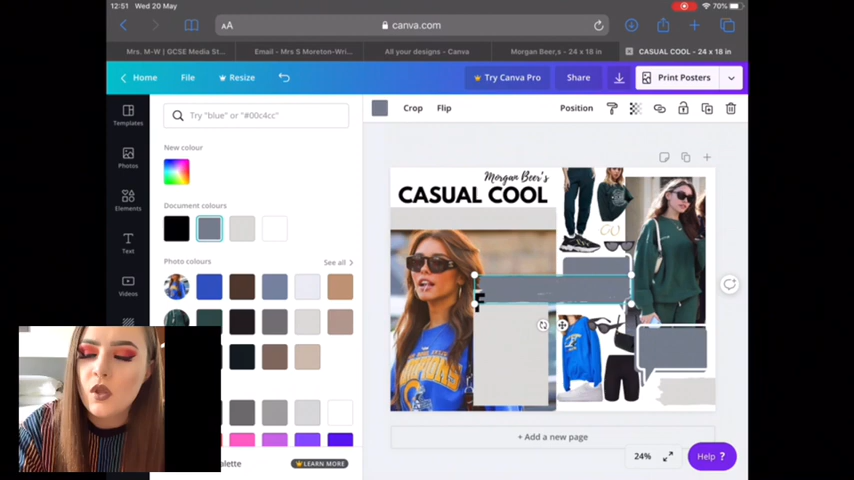 12:51 Wed 20 May
70%
AA
canva.com
Mrs. M-W | GCSE Media St...
Email - Mrs S Moreton-Wri...
All your designs - Canva
Morgan Beer,s - 24 x 18 in
CASUAL COOL - 24 x 18 in
Home
File
Resize
Try Canva Pro
Share
Print Posters
Crop
Flip
Position
Templates
Photos
Elements
Text
Videos
Try "blue" or "#00c4cc"
New colour
Document colours
Photo colours
See all
alette
LEARN MORE
Morgan Beer's
CASUAL COOL
F
+ Add a new page
24%
Help ?